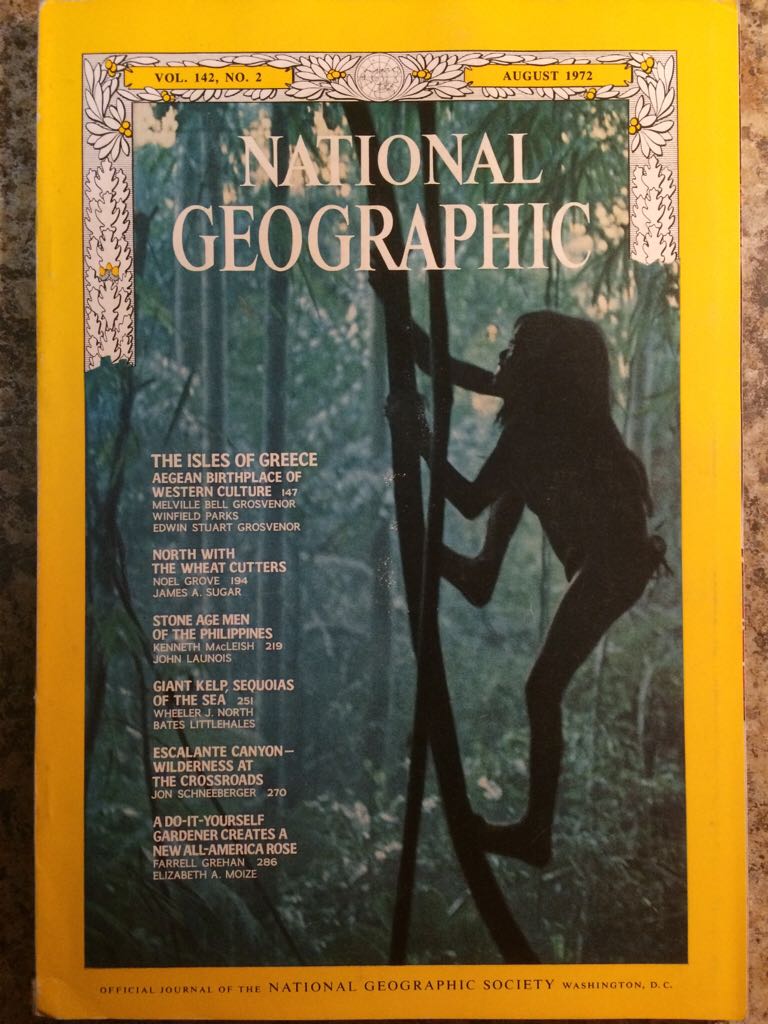 VOL. 142, NO. 2
AUGUST 1972
NATIONAL
GEOGRAPHIC
THE ISLES OF GREECE
AEGEAN BIRTHPLACE OF
WESTERN CULTURE 147
MELVILLE BELL GROSVENOR
WINFIELD PARKS
EDWIN STUART GROSVENOR
NORTH WITH
THE WHEAT CUTTERS
NOEL GROVE 194
JAMES A. SUGAR
STONE AGE MEN
OF THE PHILIPPINES
KENNETH MacLEISH 219
JOHN LAUNOIS
GIANT KELP, SEQUOIAS
OF THE SEA 251
WHEELER J. NORTH
BATES LITTLEHALES
ESCALANTE CANYON—
WILDERNESS AT
THE CROSSROADS
JON SCHNEEBERGER 270
A DO-IT-YOURSELF
GARDENER CREATES A
NEW ALL-AMERICA ROSE
FARRELL GREHAN 286
ELIZABETH A. MOIZE
OFFICIAL JOURNAL OF THE NATIONAL GEOGRAPHIC SOCIETY WASHINGTON, D.C.